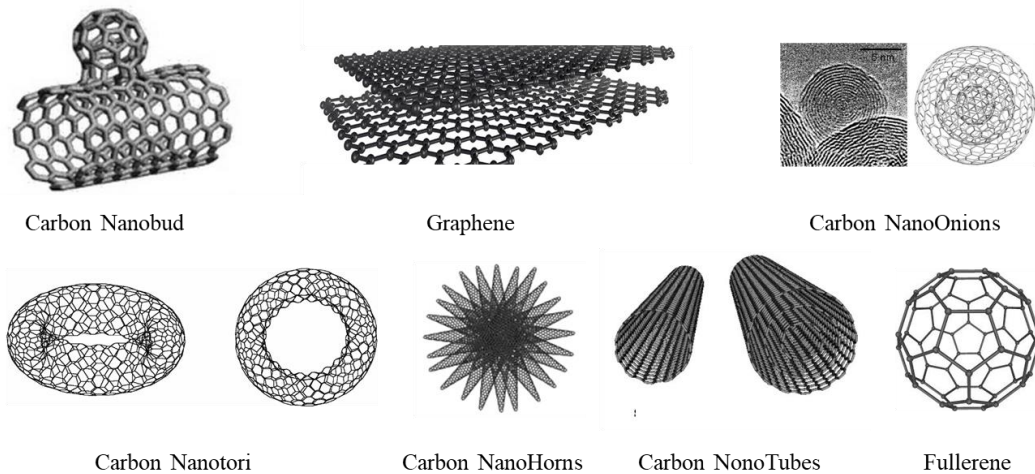 5 nm
Carbon Nanobud
Graphene
Carbon NanoOnions
Carbon Nanotori
Carbon NanoHorns
Carbon NonoTubes
Fullerene